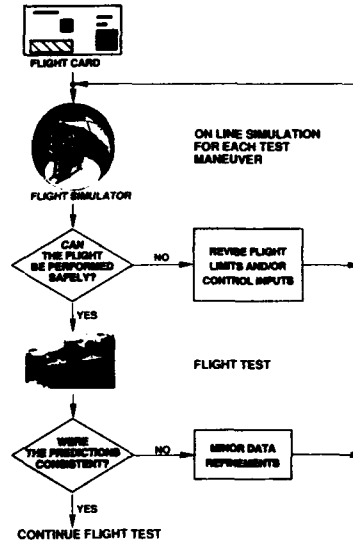 FLIGHT CARD
FLIGHT SIMULATOR
ON LINE SIMULATION
FOR EACH TEST
MANEUVER
CAN
THE FLIGHT
BE PERFORMED
SAFELY?
NO
REVISE FLIGHT
LIMITS AND/OR
CONTROL INPUTS
YES
FLIGHT TEST
WERE
THE PREDICTIONS
CONSISTENT?
NO
MINOR DATA
REFINEMENTS
YES
CONTINUE FLIGHT TEST